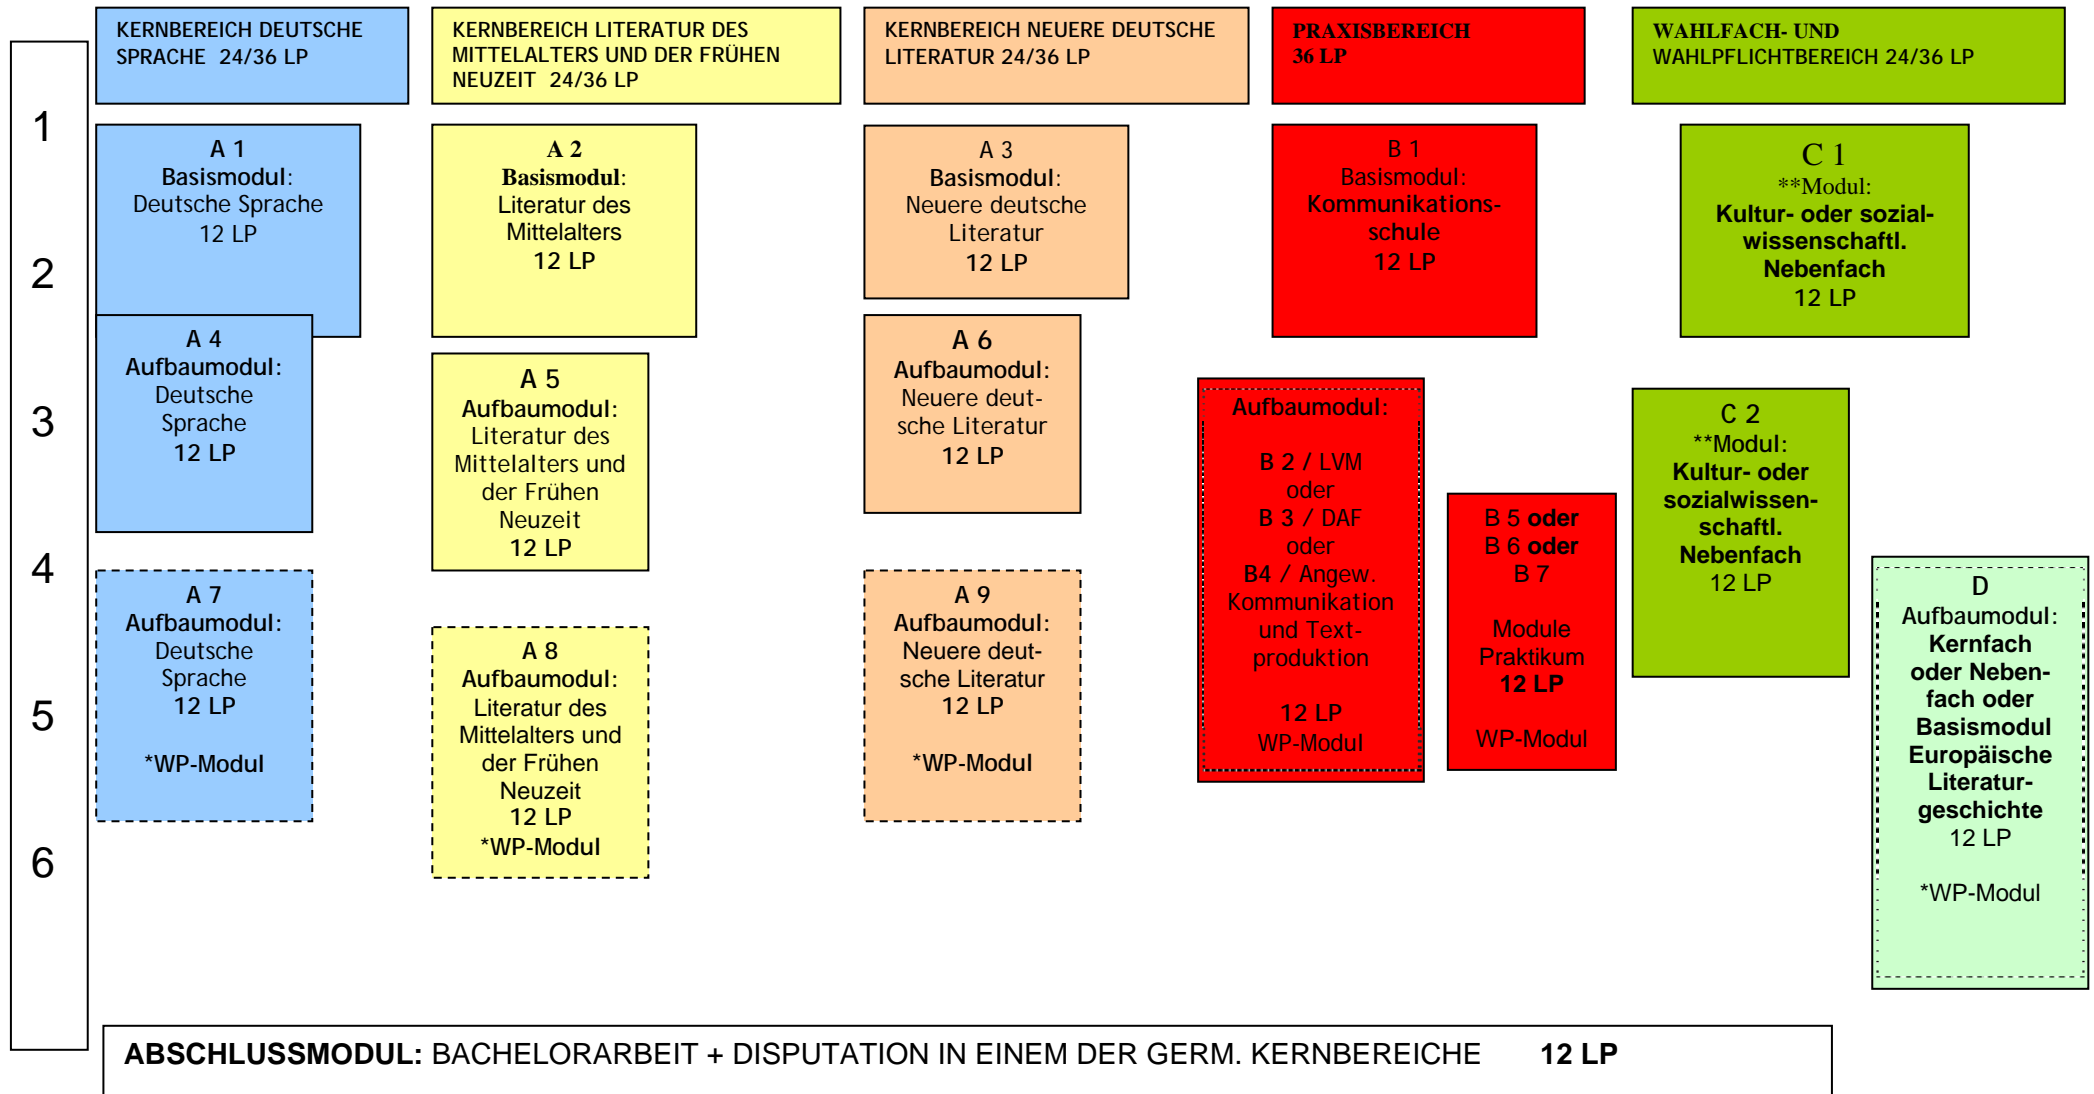 KERNBEREICH DEUTSCHE
SPRACHE 24/36 LP
KERNBEREICH LITERATUR DES
MITTELALTERS UND DER FRÜHEN
NEUZEIT 24/36 LP
KERNBEREICH NEUERE DEUTSCHE
LITERATUR 24/36 LP
PRAXISBEREICH
36 LP
WAHLFACH- UND
WAHLPFLICHTBEREICH 24/36 LP
1
2
3
4
5
6
A 1
Basismodul:
Deutsche Sprache
12 LP
A 2
Basismodul:
Literatur des
Mittelalters
12 LP
A 3
Basismodul:
Neuere deutsche
Literatur
12 LP
B 1
Basismodul:
Kommunikations-
schule
12 LP
C 1
**Modul:
Kultur- oder sozial-
wissenschaftl.
Nebenfach
12 LP
A 4
Aufbaumodul:
Deutsche
Sprache
12 LP
A 5
Aufbaumodul:
Literatur des
Mittelalters und
der Frühen
Neuzeit
12 LP
A 6
Aufbaumodul:
Neuere deut-
sche Literatur
12 LP
Aufbaumodul:
B 2 / LVM
oder
B 3 / DAF
oder
B4 / Angew.
Kommunikation
und Text-
produktion
12 LP
WP-Modul
B 5 oder
B 6 oder
B 7
Module
Praktikum
12 LP
WP-Modul
C 2
**Modul:
Kultur- oder
sozialwissen-
schaftl.
Nebenfach
12 LP
D
Aufbaumodul:
Kernfach
oder Neben-
fach oder
Basismodul
Europäische
Literatur-
geschichte
12 LP
*WP-Modul
A 7
Aufbaumodul:
Deutsche
Sprache
12 LP
*WP-Modul
A 8
Aufbaumodul:
Literatur des
Mittelalters und
der Frühen
Neuzeit
12 LP
*WP-Modul
A 9
Aufbaumodul:
Neuere deut-
sche Literatur
12 LP
*WP-Modul
ABSCHLUSSMODUL: BACHELORARBEIT + DISPUTATION IN EINEM DER GERM. KERNBEREICHE 12 LP